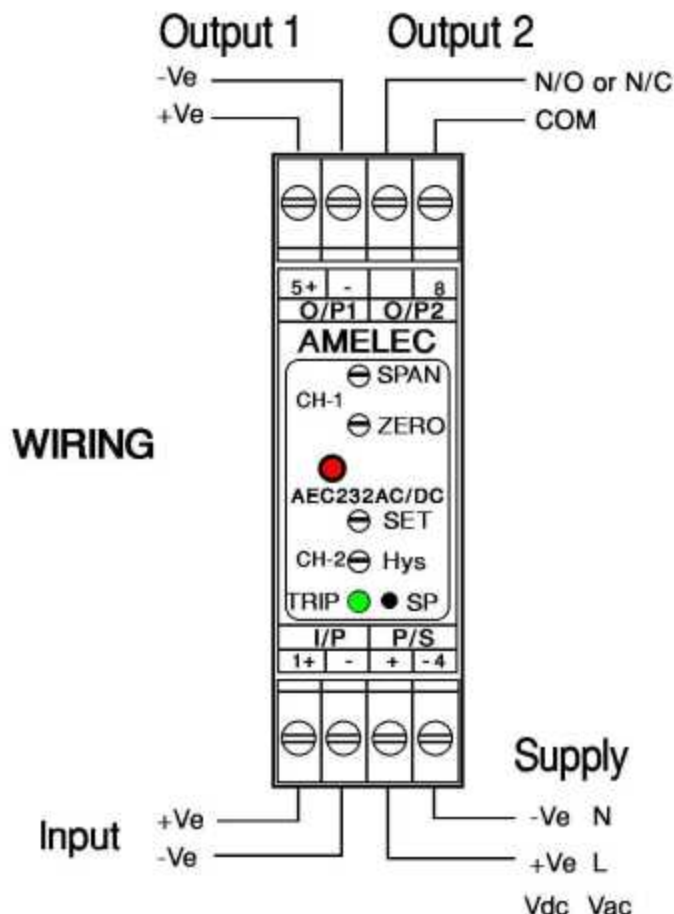 Output 1 Output 2
-Ve N/O or N/C
+Ve COM
5+ - 8
O/P1 O/P2
AMELEC
SPAN
CH-1
ZERO
WIRING
AEC232AC/DC
SET
CH-2 Hys
TRIP SP
I/P P/S
1+ - + - 4
Supply
Input +Ve -Ve N
-Ve +Ve L
Vdc Vac